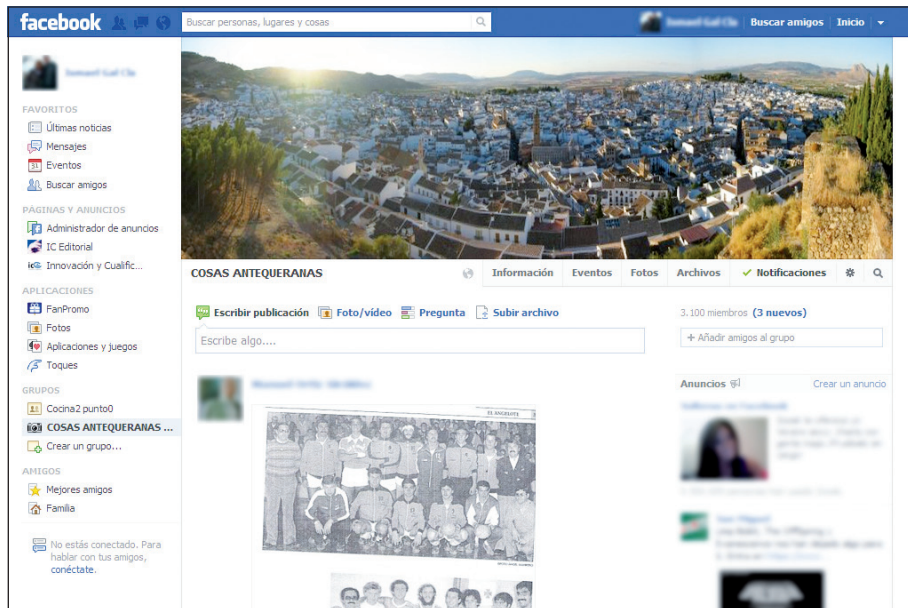 facebook
Buscar personas, lugares y cosas
Buscar amigos
Inicio
FAVORITOS
Últimas noticias
Mensajes
31 Eventos
Buscar amigos
PÁGINAS Y ANUNCIOS
Administrador de anuncios
IC Editorial
Innovación y Cualific...
APLICACIONES
FanPromo
Fotos
Aplicaciones y juegos
Toques
GRUPOS
Cocina2 punto0
COSAS ANTEQUERANAS ...
Crear un grupo...
AMIGOS
Mejores amigos
Familia
No estás conectado. Para
hablar con tus amigos,
conéctate.
COSAS ANTEQUERANAS
Información
Eventos
Fotos
Archivos
Notificaciones
Escribir publicación
Foto/vídeo
Pregunta
Subir archivo
Escribe algo....
EL ANGELOTE
3.100 miembros (3 nuevos)
+ Añadir amigos al grupo
Anuncios
Crear un anuncio